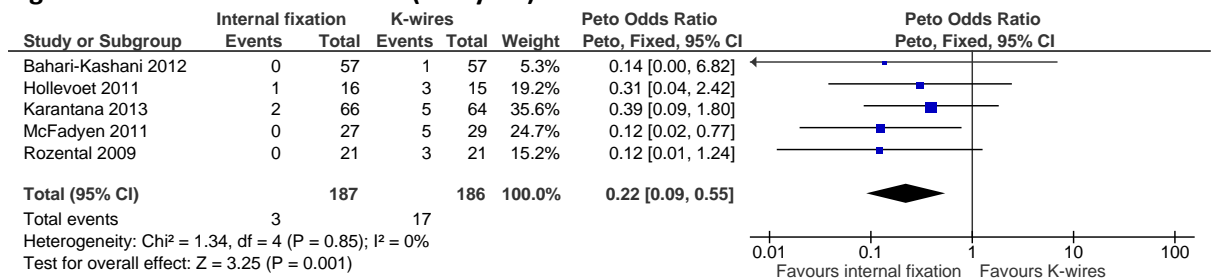 Internal fixation K-wires Peto Odds Ratio Peto Odds Ratio
Study or Subgroup Events Total Events Total Weight Peto, Fixed, 95% CI Peto, Fixed, 95% CI
Bahari-Kashani 2012 0 57 1 57 5.3% 0.14 [0.00, 6.82]
Hollevoet 2011 1 16 3 15 19.2% 0.31 [0.04, 2.42]
Karantana 2013 2 66 5 64 35.6% 0.39 [0.09, 1.80]
McFadyen 2011 0 27 5 29 24.7% 0.12 [0.02, 0.77]
Rozental 2009 0 21 3 21 15.2% 0.12 [0.01, 1.24]
Total (95% CI) 187 186 100.0% 0.22 [0.09, 0.55]
Total events 3 17
Heterogeneity: Chi² = 1.34, df = 4 (P = 0.85); I² = 0%
Test for overall effect: Z = 3.25 (P = 0.001)
0.01 0.1 1 10 100
Favours internal fixation Favours K-wires